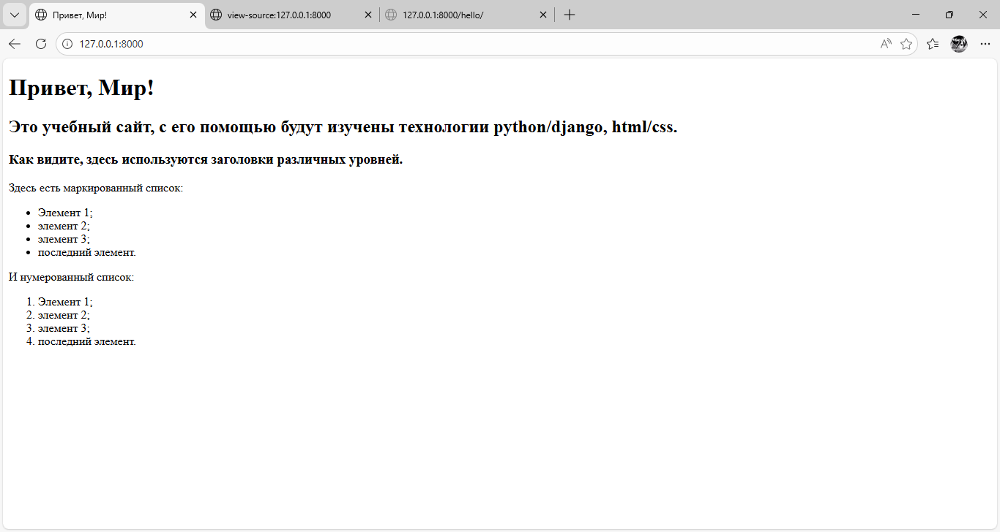 Привет, Мир!
view-source:127.0.0.1:8000
127.0.0.1:8000/hello/
127.0.0.1:8000
Привет, Мир!
Это учебный сайт, с его помощью будут изучены технологии python/django, html/css.
Как видите, здесь используются заголовки различных уровней.
Здесь есть маркированный список:
• Элемент 1;
• элемент 2;
• элемент 3;
• последний элемент.
И нумерованный список:
1. Элемент 1;
2. элемент 2;
3. элемент 3;
4. последний элемент.